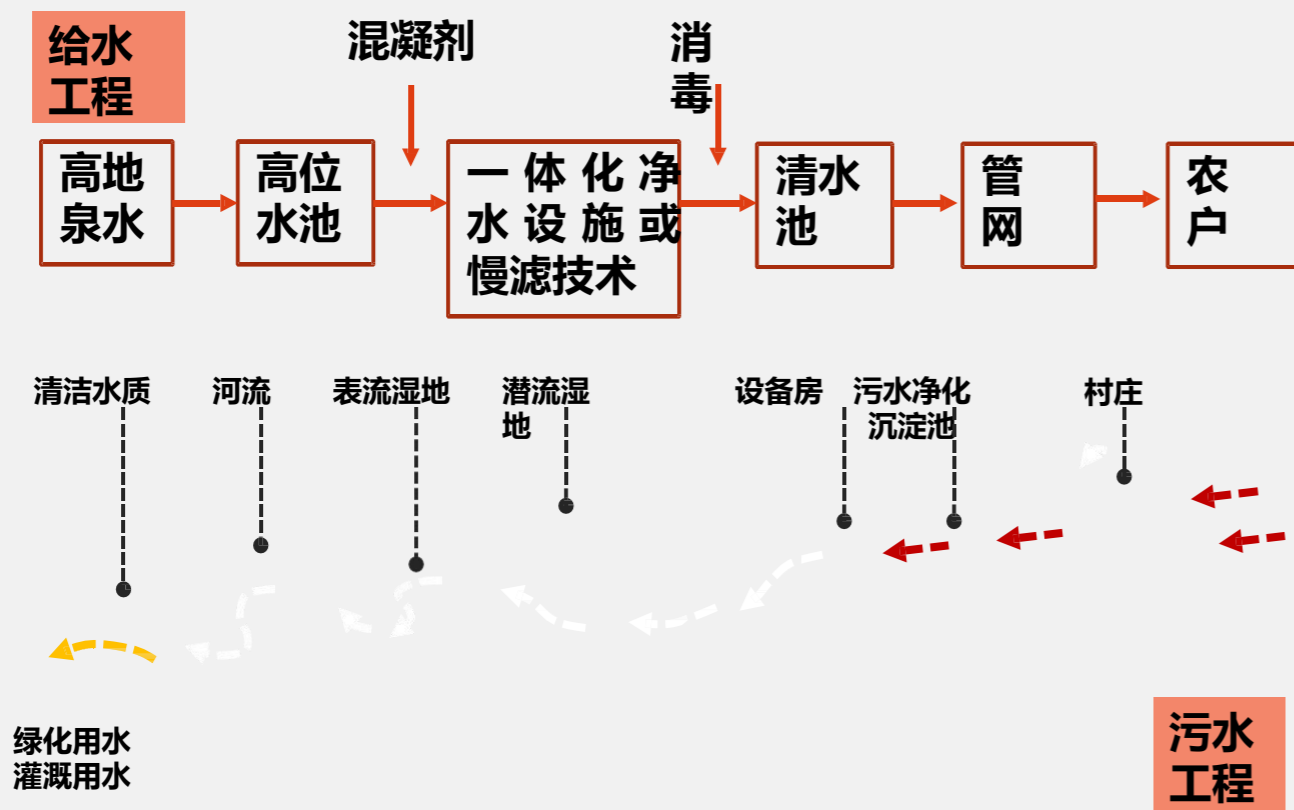 给水
工程
混凝剂
消
毒
高地
泉水
高位
水池
一体化净
水设施或
慢滤技术
清水
池
管
网
农
户
清洁水质
河流
表流湿地
潜流湿
地
设备房
污水净化
沉淀池
村庄
绿化用水
灌溉用水
污水
工程